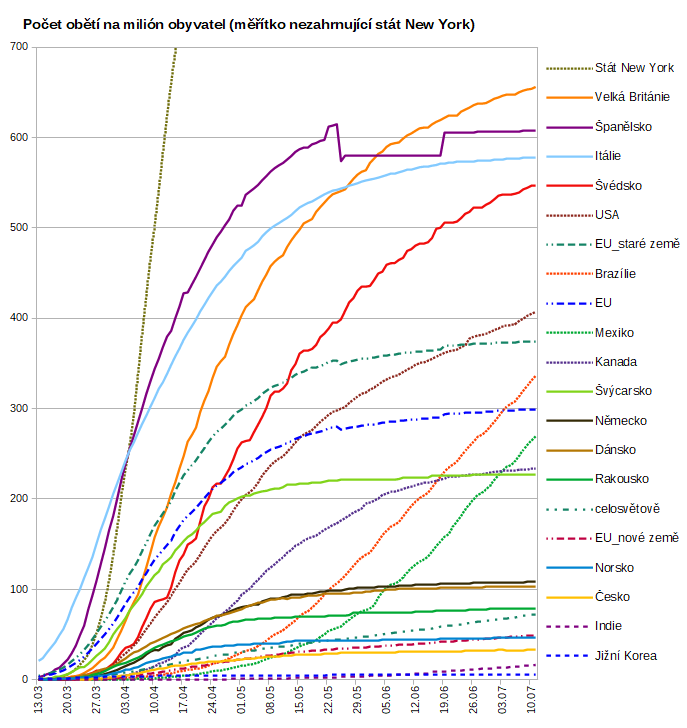 Počet obětí na milión obyvatel (měřítko nezahrnující stát New York)
700
600
500
400
300
200
100
0
13.03
20.03
27.03
03.04
10.04
17.04
24.04
01.05
08.05
15.05
22.05
29.05
05.06
12.06
19.06
26.06
03.07
10.07
Stát New York
Velká Británie
Španělsko
Itálie
Švédsko
USA
EU_staré země
Brazílie
EU
Mexiko
Kanada
Švýcarsko
Německo
Dánsko
Rakousko
celosvětově
EU_nové země
Norsko
Česko
Indie
Jižní Korea